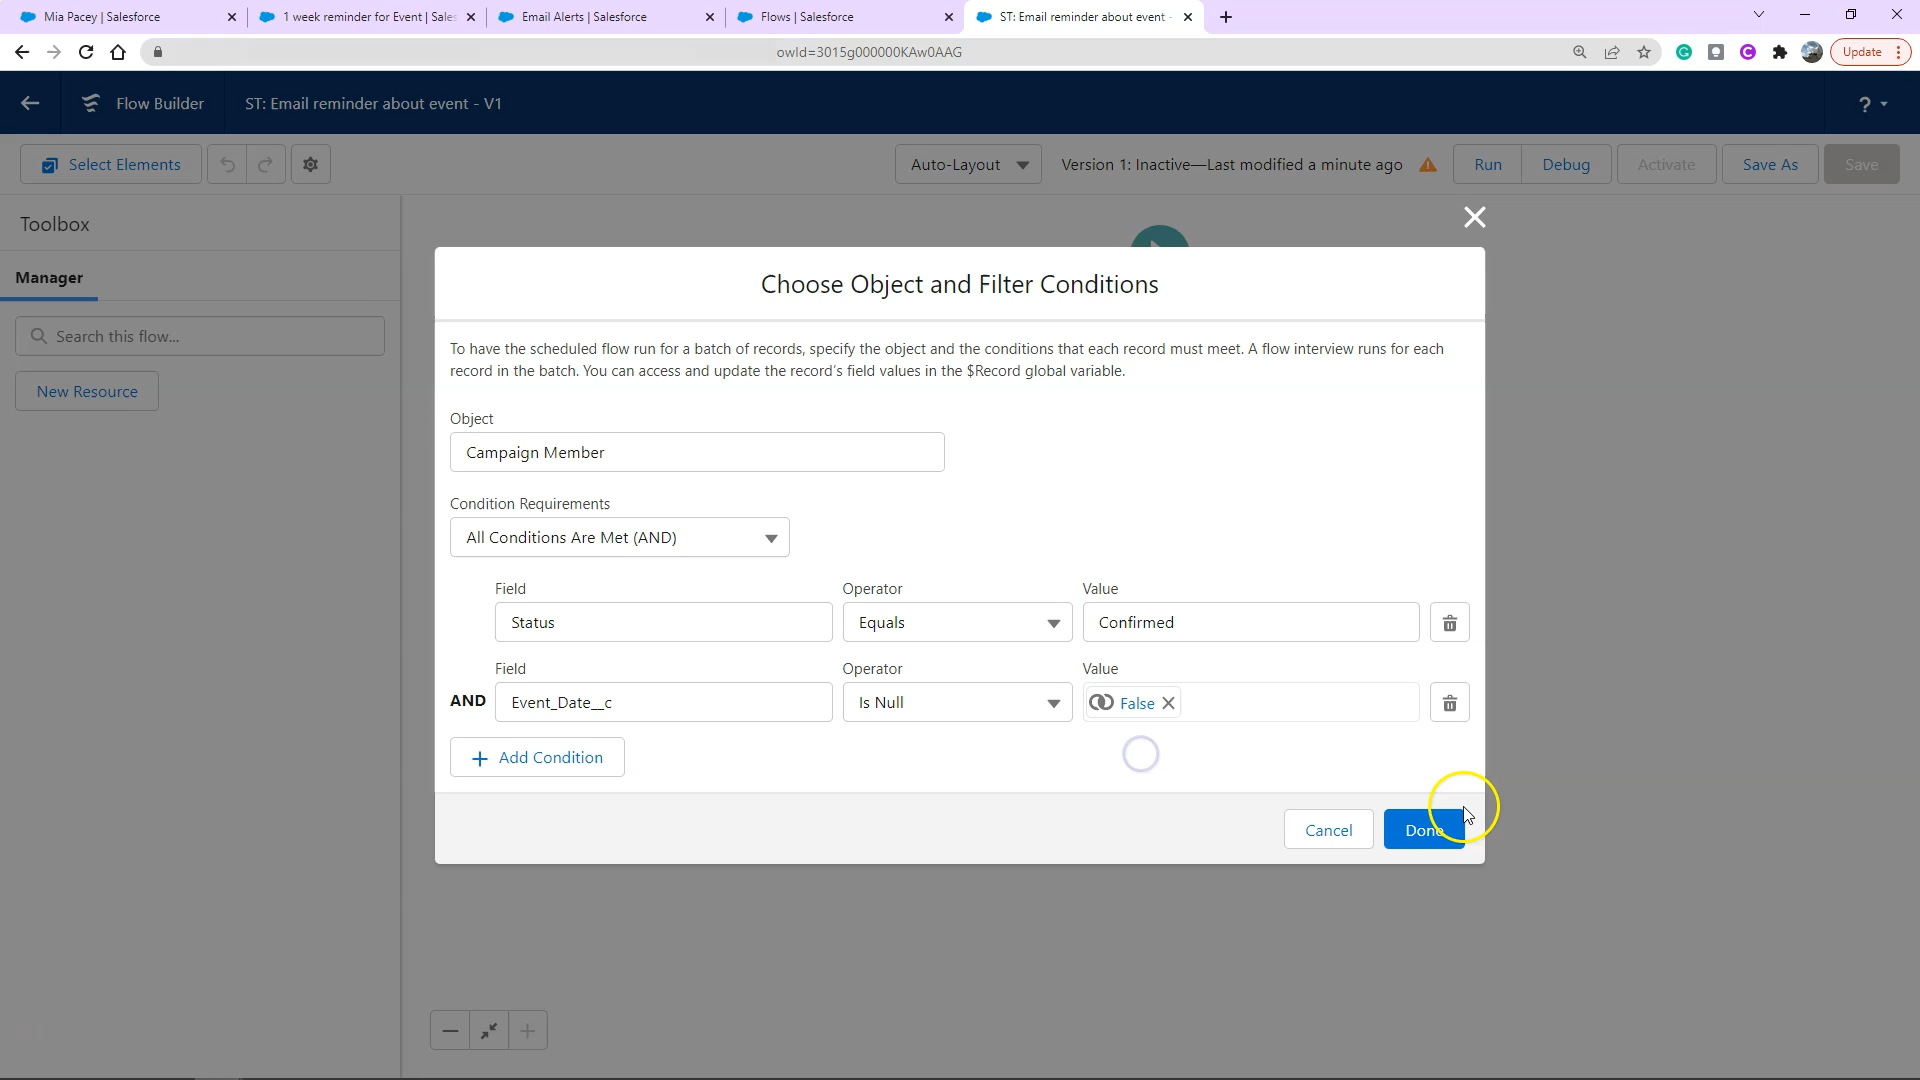 Mia Pacey | Salesforce
1 week reminder for Event | Sales
Email Alerts | Salesforce
Flows | Salesforce
ST: Email reminder about event -
owId=3015g000000KAw0AAG
Update
Flow Builder
ST: Email reminder about event - V1
?
Select Elements
Auto-Layout
Version 1: Inactive—Last modified a minute ago
Run
Debug
Activate
Save As
Save
Toolbox
Manager
Search this flow...
New Resource
Choose Object and Filter Conditions
To have the scheduled flow run for a batch of records, specify the object and the conditions that each record must meet. A flow interview runs for each
record in the batch. You can access and update the record's field values in the $Record global variable.
Object
Campaign Member
Condition Requirements
All Conditions Are Met (AND)
Field
Operator
Value
Status
Equals
Confirmed
Field
Operator
Value
AND
Event_Date__c
Is Null
False
Add Condition
Cancel
Done